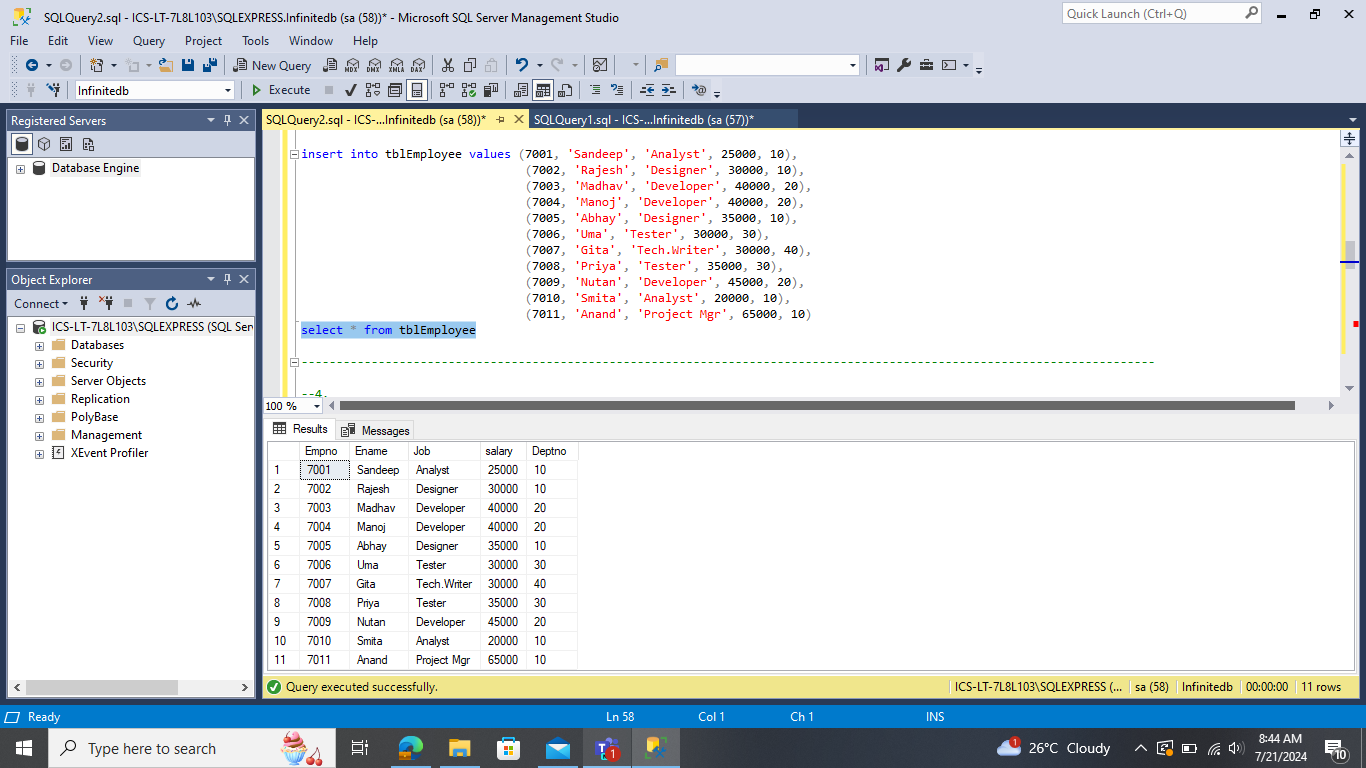 SQLQuery2.sql - ICS-LT-7L8L103\SQLEXPRESS.Infinitedb (sa (58))* - Microsoft SQL Server Management Studio
Quick Launch (Ctrl+Q)
File Edit View Query Project Tools Window Help
New Query MDX DMX XMLA DAX
Infinitedb Execute
Registered Servers
Database Engine
Object Explorer
Connect
ICS-LT-7L8L103\SQLEXPRESS (SQL Ser
Databases
Security
Server Objects
Replication
PolyBase
Management
XEvent Profiler
SQLQuery2.sql - ICS-...Infinitedb (sa (58))* SQLQuery1.sql - ICS-...Infinitedb (sa (57))*
insert into tblEmployee values (7001, 'Sandeep', 'Analyst', 25000, 10),
(7002, 'Rajesh', 'Designer', 30000, 10),
(7003, 'Madhav', 'Developer', 40000, 20),
(7004, 'Manoj', 'Developer', 40000, 20),
(7005, 'Abhay', 'Designer', 35000, 10),
(7006, 'Uma', 'Tester', 30000, 30),
(7007, 'Gita', 'Tech.Writer', 30000, 40),
(7008, 'Priya', 'Tester', 35000, 30),
(7009, 'Nutan', 'Developer', 45000, 20),
(7010, 'Smita', 'Analyst', 20000, 10),
(7011, 'Anand', 'Project Mgr', 65000, 10)
select * from tblEmployee
--4.
100 %
Results Messages
Empno Ename Job salary Deptno
1 7001 Sandeep Analyst 25000 10
2 7002 Rajesh Designer 30000 10
3 7003 Madhav Developer 40000 20
4 7004 Manoj Developer 40000 20
5 7005 Abhay Designer 35000 10
6 7006 Uma Tester 30000 30
7 7007 Gita Tech.Writer 30000 40
8 7008 Priya Tester 35000 30
9 7009 Nutan Developer 45000 20
10 7010 Smita Analyst 20000 10
11 7011 Anand Project Mgr 65000 10
Query executed successfully. ICS-LT-7L8L103\SQLEXPRESS (... sa (58) Infinitedb 00:00:00 11 rows
Ready Ln 58 Col 1 Ch 1 INS
Type here to search 1 1 26°C Cloudy 8:44 AM 10
7/21/2024